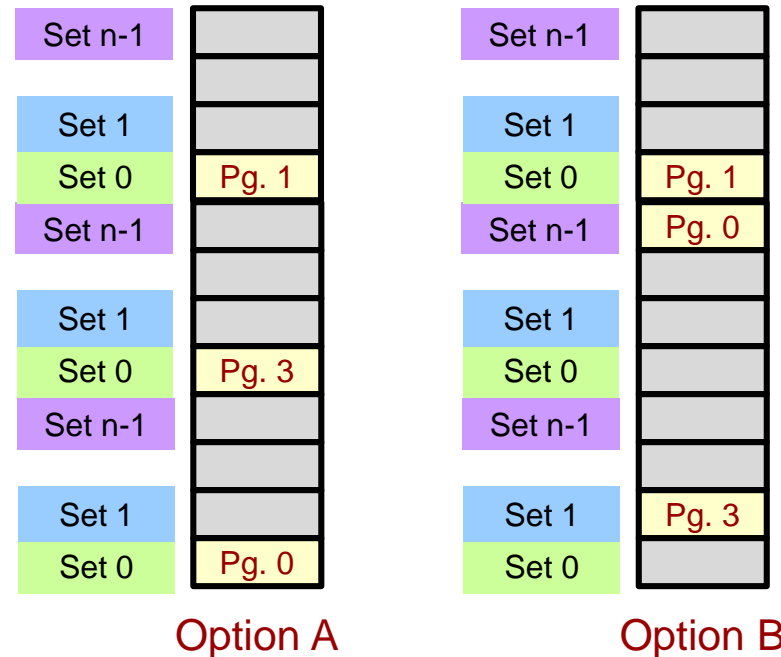 Set n-1
Set 1
Set 0 Pg. 1
Set n-1
Set 1
Set 0 Pg. 3
Set n-1
Set 1
Set 0 Pg. 0
Option A
Set n-1
Set 1
Set 0 Pg. 1
Set n-1 Pg. 0
Set 1
Set 0
Set n-1
Set 1 Pg. 3
Set 0
Option B